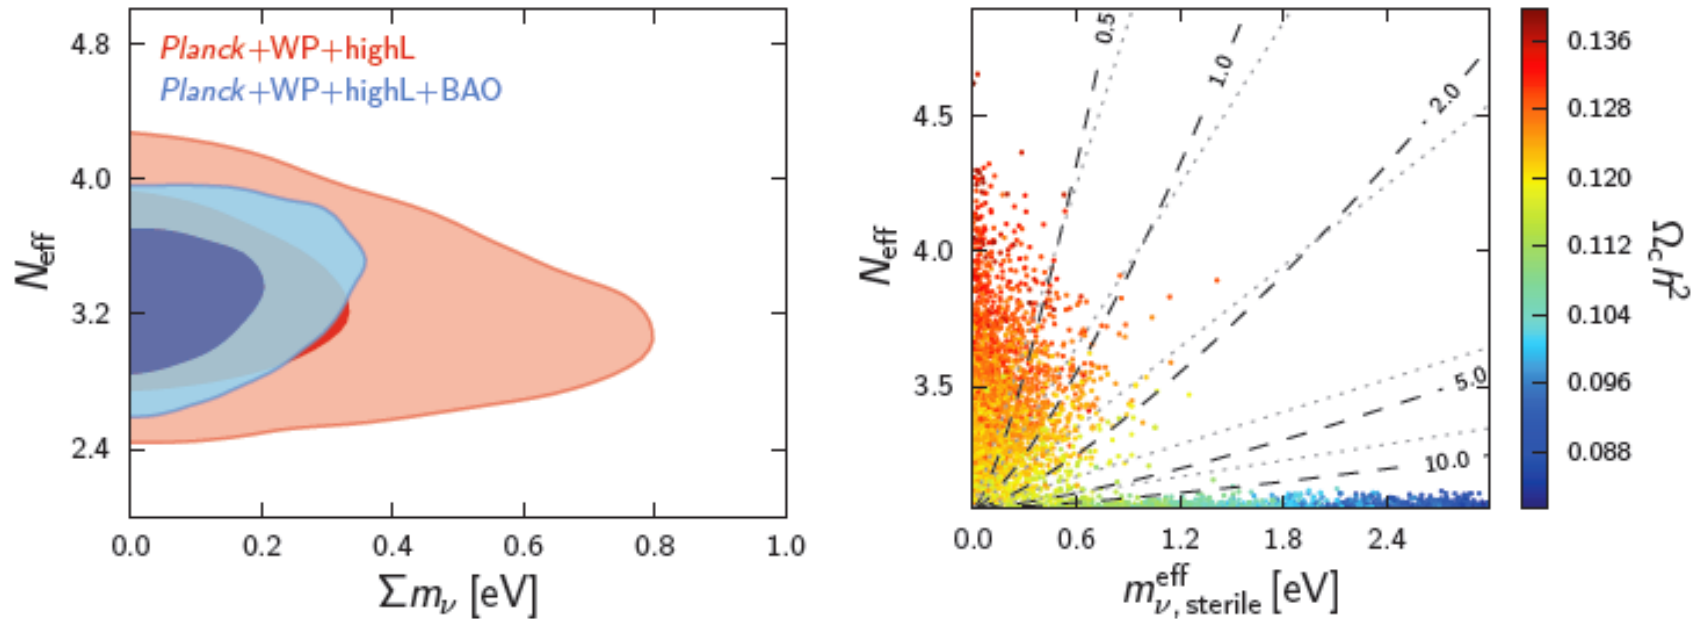 Planck+WP+highL
Planck+WP+highL+BAO
4.8
4.0
3.2
2.4
N_eff
0.0 0.2 0.4 0.6 0.8 1.0
Σm_ν [eV]
4.5
4.0
3.5
N_eff
0.5
1.0
2.0
5.0
10.0
0.0 0.6 1.2 1.8 2.4
m^eff_ν, sterile [eV]
0.136
0.128
0.120
0.112
0.104
0.096
0.088
Ω_c h²